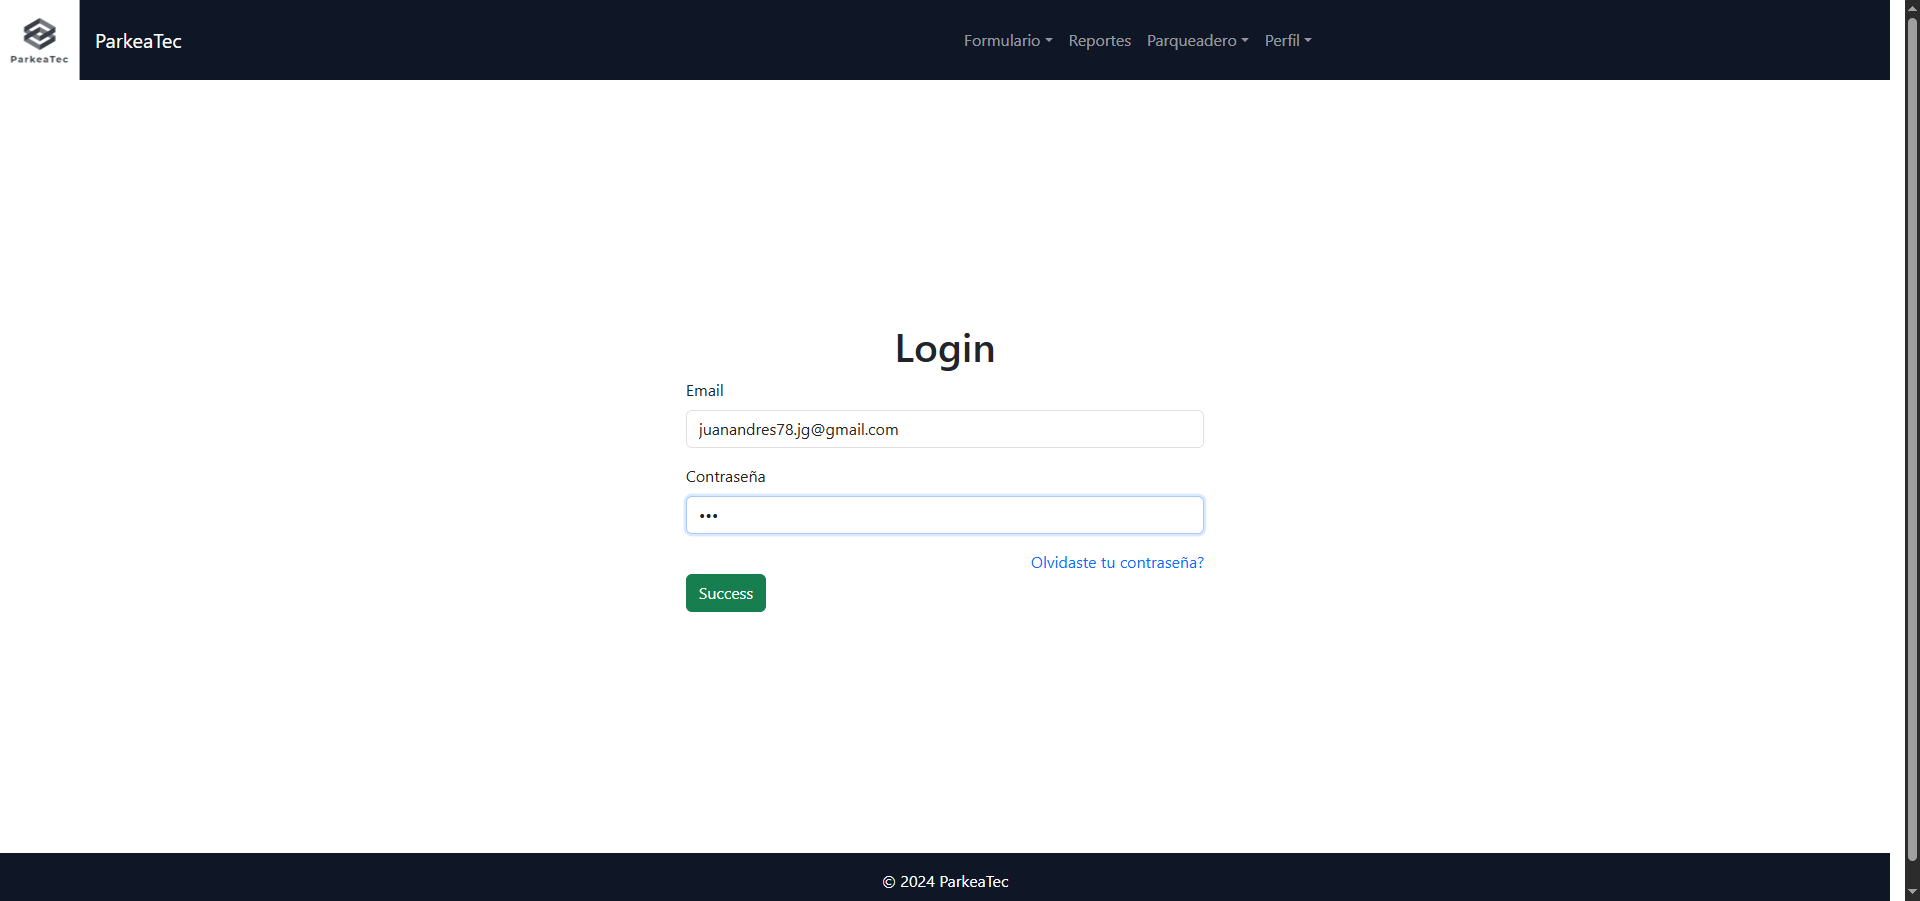 ParkeaTec
ParkeaTec
Formulario
Reportes
Parqueadero
Perfil
Login
Email
juanandres78.jg@gmail.com
Contraseña
•••
Olvidaste tu contraseña?
Success
© 2024 ParkeaTec